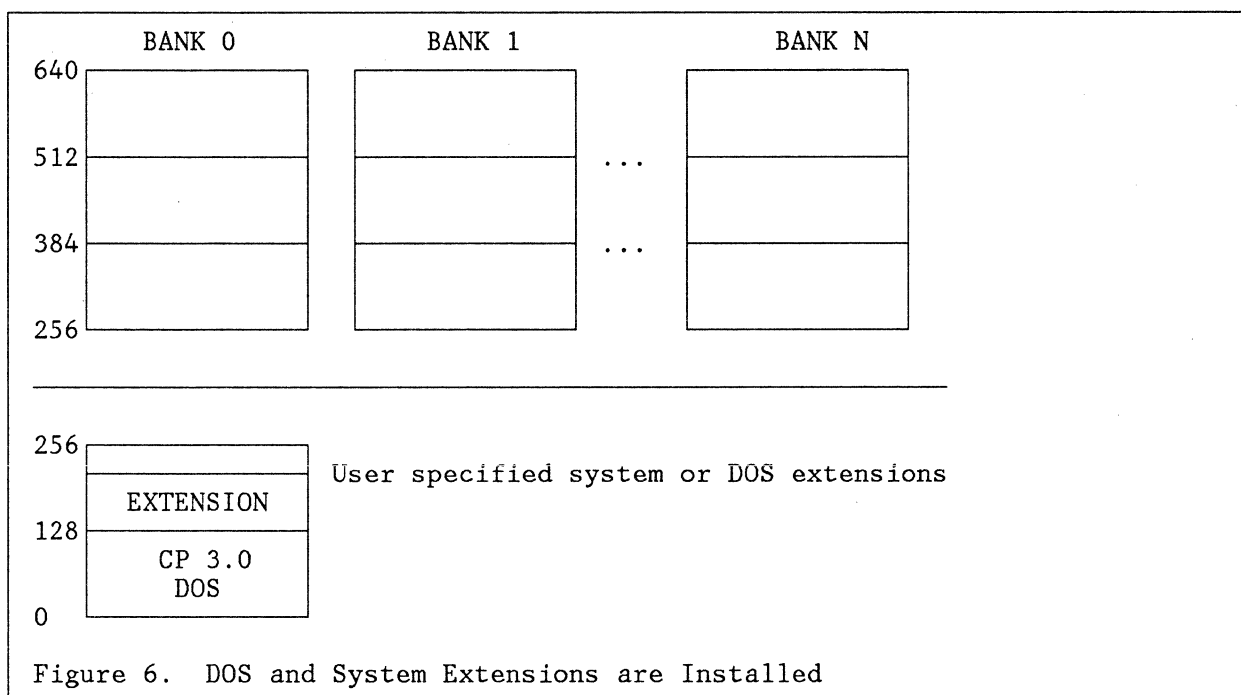 BANK 0 BANK 1 BANK N
640
512 ...
384 ...
256
256
User specified system or DOS extensions
EXTENSION
128
CP 3.0
DOS
0
Figure 6. DOS and System Extensions are Installed